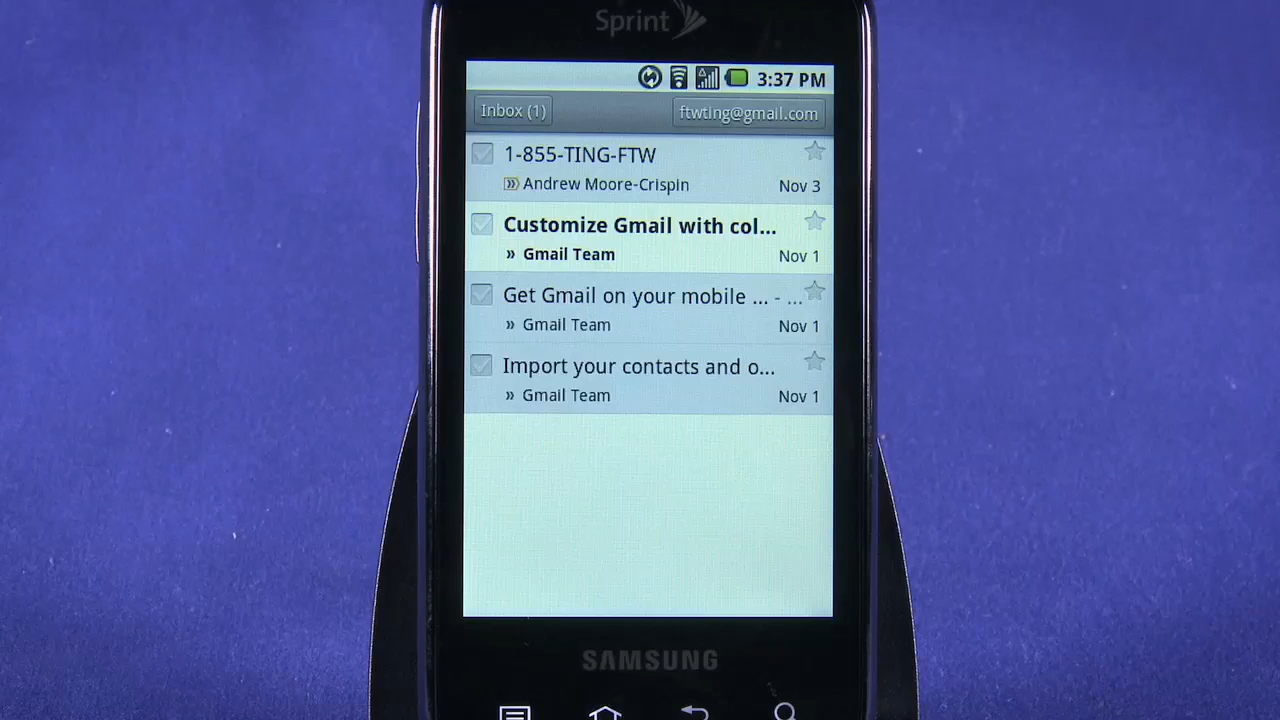 Sprint
3:37 PM
Inbox (1)
ftwting@gmail.com
1-855-TING-FTW
» Andrew Moore-Crispin
Nov 3
Customize Gmail with col...
» Gmail Team
Nov 1
Get Gmail on your mobile ... - ...
» Gmail Team
Nov 1
Import your contacts and o...
» Gmail Team
Nov 1
SAMSUNG